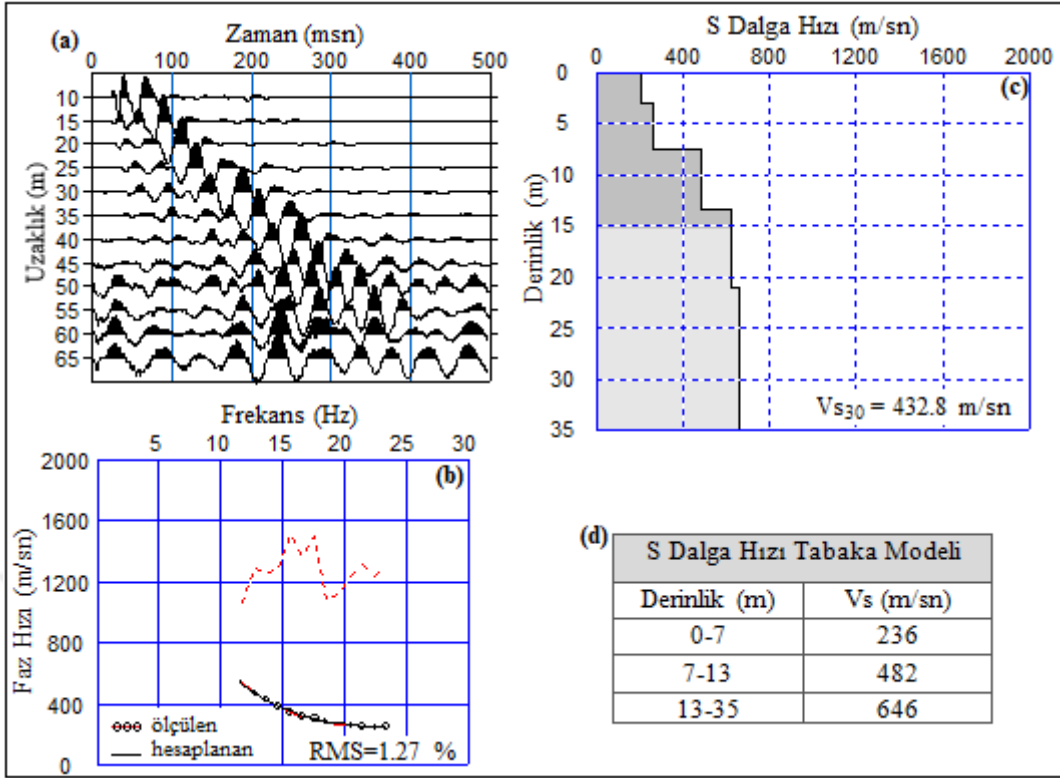 (a)
Zaman (msn)
0 100 200 300 400 500
Uzaklık (m)
10
15
20
25
30
35
40
45
50
55
60
65
S Dalga Hızı (m/sn)
0 400 800 1200 1600 2000
(c)
Derinlik (m)
0
5
10
15
20
25
30
35
Vs30 = 432.8 m/sn
Frekans (Hz)
5 10 15 20 25 30
(b)
Faz Hızı (m/sn)
2000
1600
1200
800
400
0
ölçülen
hesaplanan
RMS=1.27 %
(d)
S Dalga Hızı Tabaka Modeli
Derinlik (m) Vs (m/sn)
0-7 236
7-13 482
13-35 646